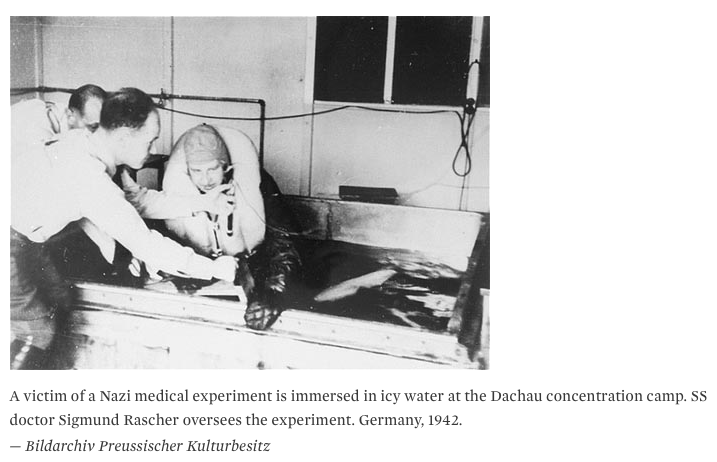 A victim of a Nazi medical experiment is immersed in icy water at the Dachau concentration camp. SS
doctor Sigmund Rascher oversees the experiment. Germany, 1942.
— Bildarchiv Preussischer Kulturbesitz